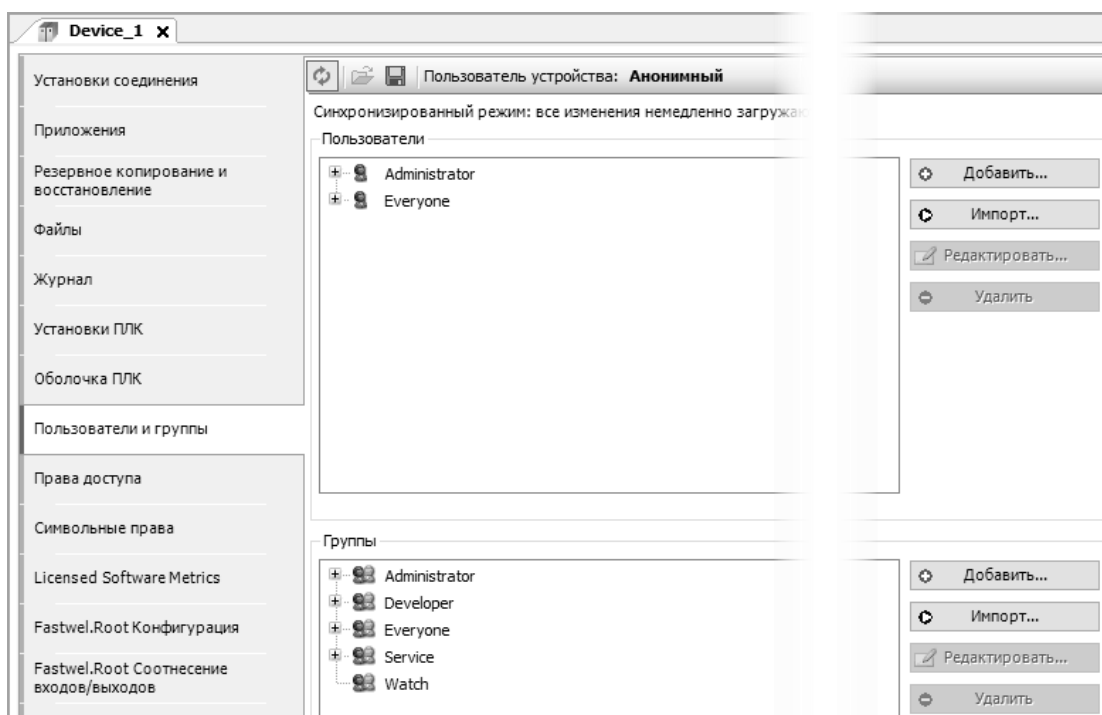 Device_1
Установки соединения
Приложения
Резервное копирование и
восстановление
Файлы
Журнал
Установки ПЛК
Оболочка ПЛК
Пользователи и группы
Права доступа
Символьные права
Licensed Software Metrics
Fastwel.Root Конфигурация
Fastwel.Root Соотнесение
входов/выходов
Пользователь устройства: Анонимный
Синхронизированный режим: все изменения немедленно
Пользователи
Administrator
Everyone
Добавить...
Импорт...
Редактировать...
Удалить
Группы
Administrator
Developer
Everyone
Service
Watch
Добавить...
Импорт...
Редактировать...
Удалить